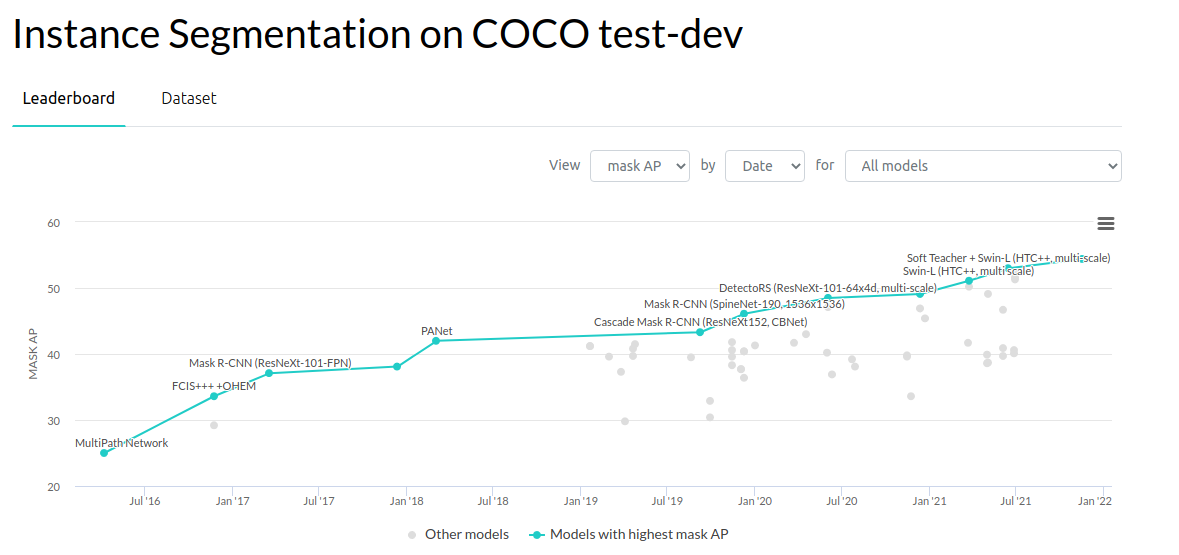 Instance Segmentation on COCO test-dev
Leaderboard Dataset
View mask AP by Date for All models
60
Soft Teacher + Swin-L (HTC++, multi-scale)
Swin-L (HTC++, multi scale)
50
DetectoRS (ResNeXt-101-64x4d, multi-scale)
Mask R-CNN (SpineNet-190, 1536x1536)
Cascade Mask R-CNN (ResNeXt152, CBNet)
PANet
MASK AP
40
Mask R-CNN (ResNeXt-101-FPN)
FCIS+++ +OHEM
30
MultiPath Network
20
Jul '16 Jan '17 Jul '17 Jan '18 Jul '18 Jan '19 Jul '19 Jan '20 Jul '20 Jan '21 Jul '21 Jan '22
Other models Models with highest mask AP